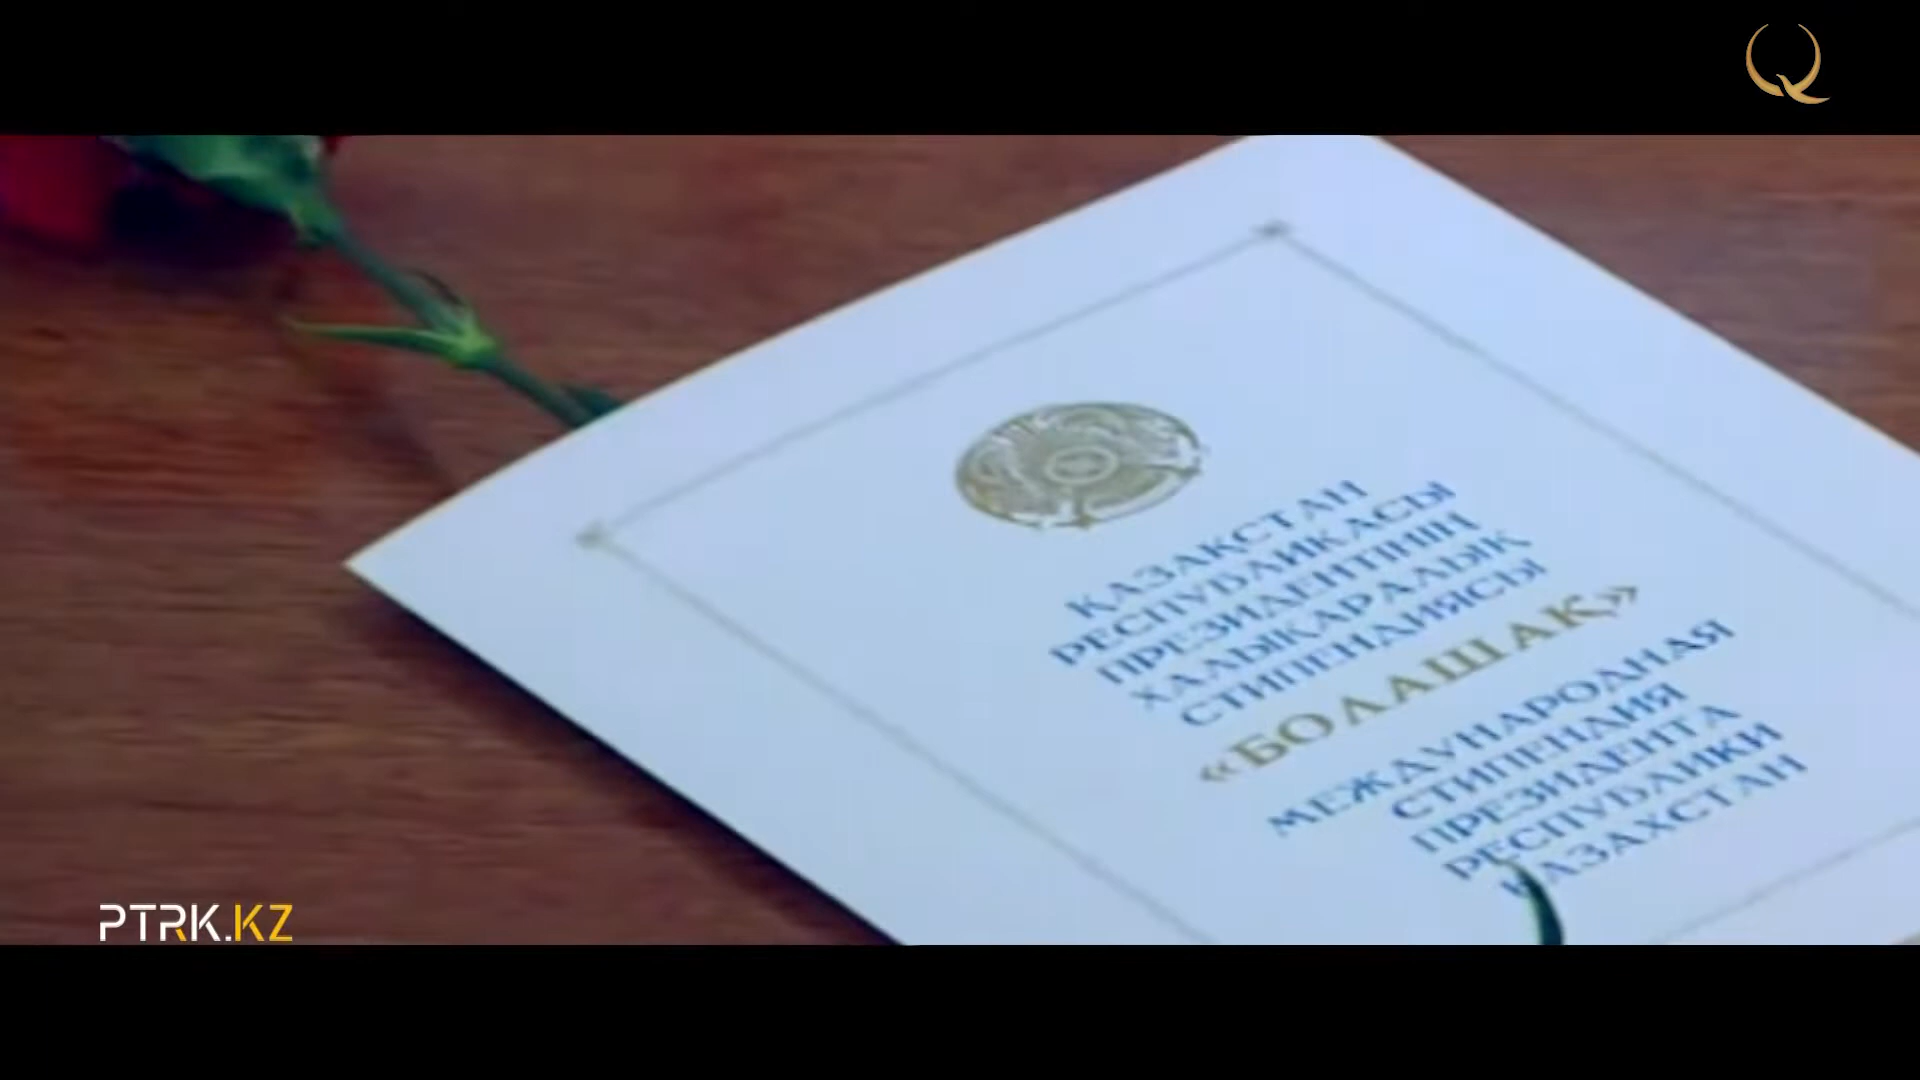 ҚАЗАҚСТАН
РЕСПУБЛИКАСЫ
ПРЕЗИДЕНТІНІҢ
ХАЛЫҚАРАЛЫҚ
СТИПЕНДИЯСЫ
«БОЛАШАҚ»
МЕЖДУНАРОДНАЯ
СТИПЕНДИЯ
ПРЕЗИДЕНТА
РЕСПУБЛИКИ
КАЗАХСТАН
PTRK.KZ